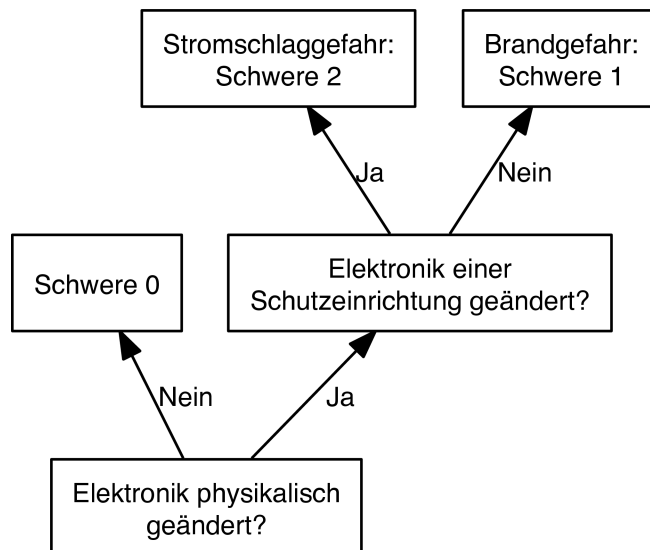 Stromschlaggefahr:
Schwere 2
Brandgefahr:
Schwere 1
Ja
Nein
Schwere 0
Elektronik einer
Schutzeinrichtung geändert?
Nein
Ja
Elektronik physikalisch
geändert?